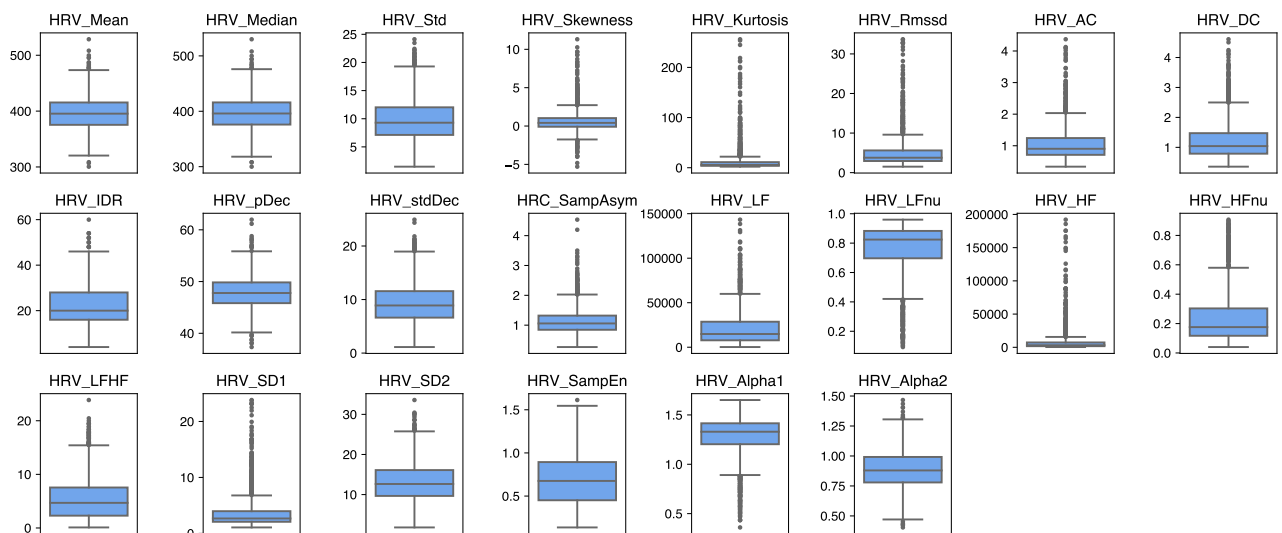 HRV_Mean HRV_Median HRV_Std HRV_Skewness HRV_Kurtosis HRV_Rmssd HRV_AC HRV_DC
500 400 300
500 400 300
25 20 15 10 5
10 5 0 −5
200 100 0
30 20 10 0
4 3 2 1
4 3 2 1
HRV_IDR HRV_pDec HRV_stdDec HRC_SampAsym HRV_LF HRV_LFnu HRV_HF HRV_HFnu
60 40 20
60 50 40
20 10 0
4 3 2 1
150000 100000 50000 0
1.0 0.8 0.6 0.4 0.2
200000 150000 100000 50000 0
0.8 0.6 0.4 0.2 0.0
HRV_LFHF HRV_SD1 HRV_SD2 HRV_SampEn HRV_Alpha1 HRV_Alpha2
20 10 0
20 10 0
30 20 10
1.5 1.0 0.5
1.5 1.0 0.5
1.50 1.25 1.00 0.75 0.50